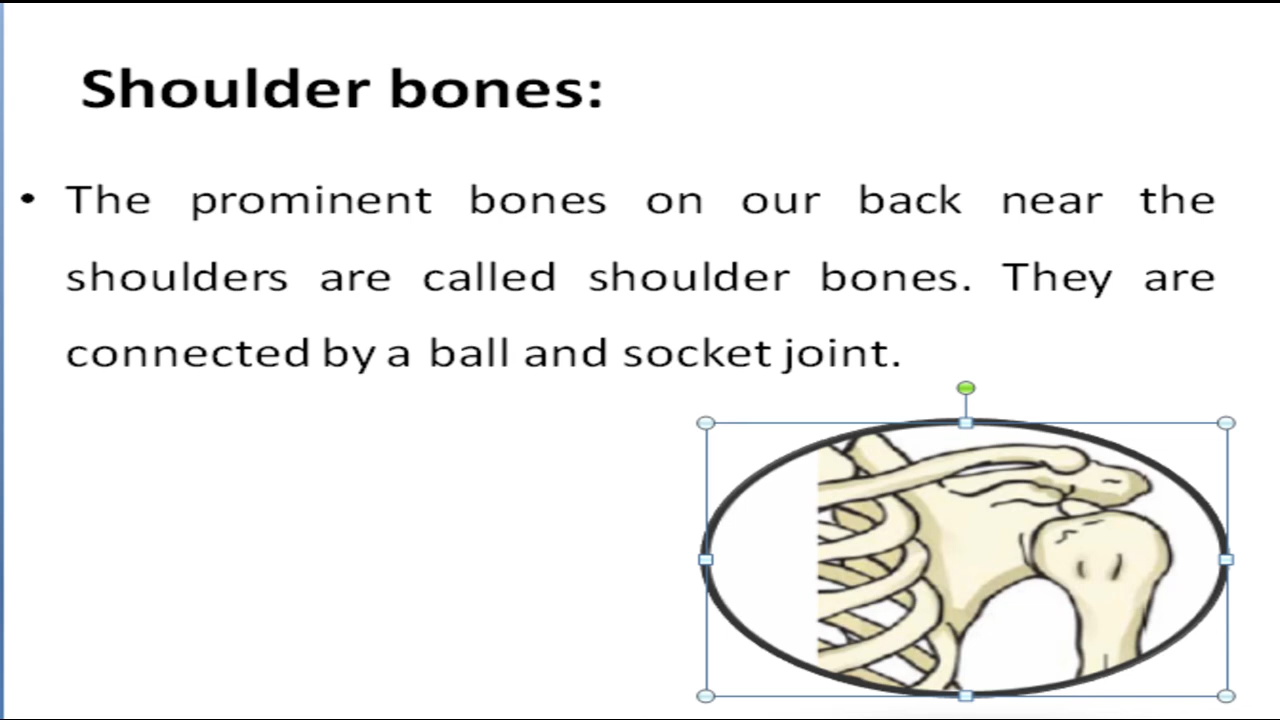 Shoulder bones:
• The prominent bones on our back near the
shoulders are called shoulder bones. They are
connected by a ball and socket joint.